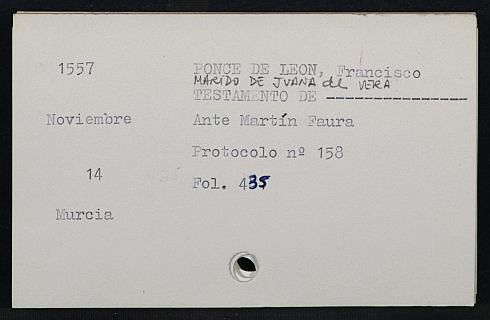 1557
PONCE DE LEON, Francisco
MARIDO DE JUANA del VERA
TESTAMENTO DE ----------------
Noviembre
Ante Martín Faura
Protocolo nº 158
14
Fol. 435
Murcia